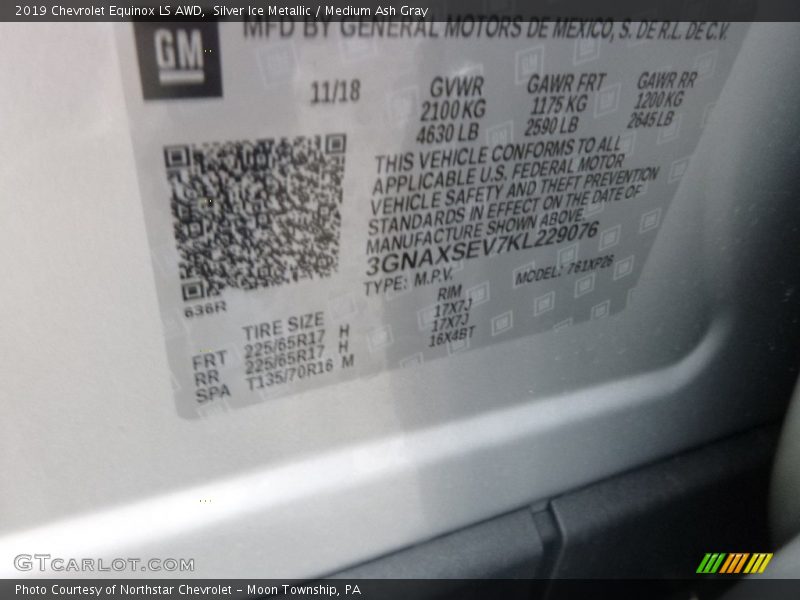 2019 Chevrolet Equinox LS AWD,  Silver Ice Metallic / Medium Ash Gray
GM
MFD BY GENERAL MOTORS DE MEXICO, S. DE R.L. DE C.V.
11/18 GVWR GAWR FRT GAWR RR
2100 KG 1175 KG 1200 KG
4630 LB 2590 LB 2645 LB
THIS VEHICLE CONFORMS TO ALL
APPLICABLE U.S. FEDERAL MOTOR
VEHICLE SAFETY AND THEFT PREVENTION
STANDARDS IN EFFECT ON THE DATE OF
MANUFACTURE SHOWN ABOVE.
3GNAXSEV7KL229076
TYPE: M.P.V. MODEL: 761XP26
636R
TIRE SIZE RIM
FRT 225/65R17 H 17X7J
RR 225/65R17 H 17X7J
SPA T135/70R16 M 16X4BT
GTCARLOT.COM
Photo Courtesy of Northstar Chevrolet – Moon Township, PA